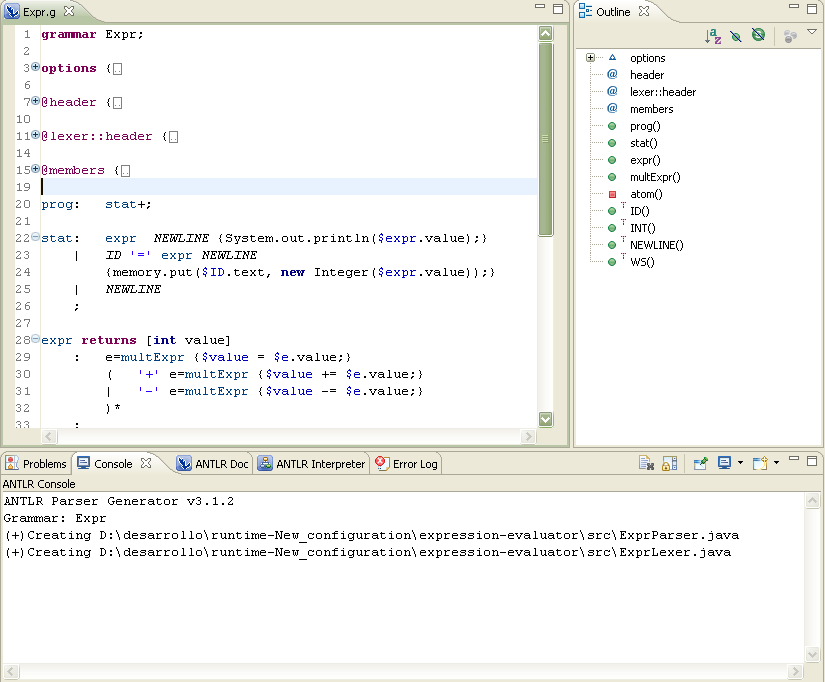 Expr.g
1 grammar Expr;
2
3 options {..
6
7 @header {..
10
11 @lexer::header {..
14
15 @members {..
19
20 prog: stat+;
21
22 stat: expr NEWLINE {System.out.println($expr.value);}
23 | ID '=' expr NEWLINE
24 {memory.put($ID.text, new Integer($expr.value));}
25 | NEWLINE
26 ;
27
28 expr returns [int value]
29 : e=multExpr {$value = $e.value;}
30 ( '+' e=multExpr {$value += $e.value;}
31 | '-' e=multExpr {$value -= $e.value;}
32 )*
33 ;
Outline
options
header
lexer::header
members
prog()
stat()
expr()
multExpr()
atom()
T ID()
T INT()
T NEWLINE()
T WS()
Problems Console ANTLR Doc ANTLR Interpreter Error Log
ANTLR Console
ANTLR Parser Generator v3.1.2
Grammar: Expr
(+)Creating D:\desarrollo\runtime-New_configuration\expression-evaluator\src\ExprParser.java
(+)Creating D:\desarrollo\runtime-New_configuration\expression-evaluator\src\ExprLexer.java